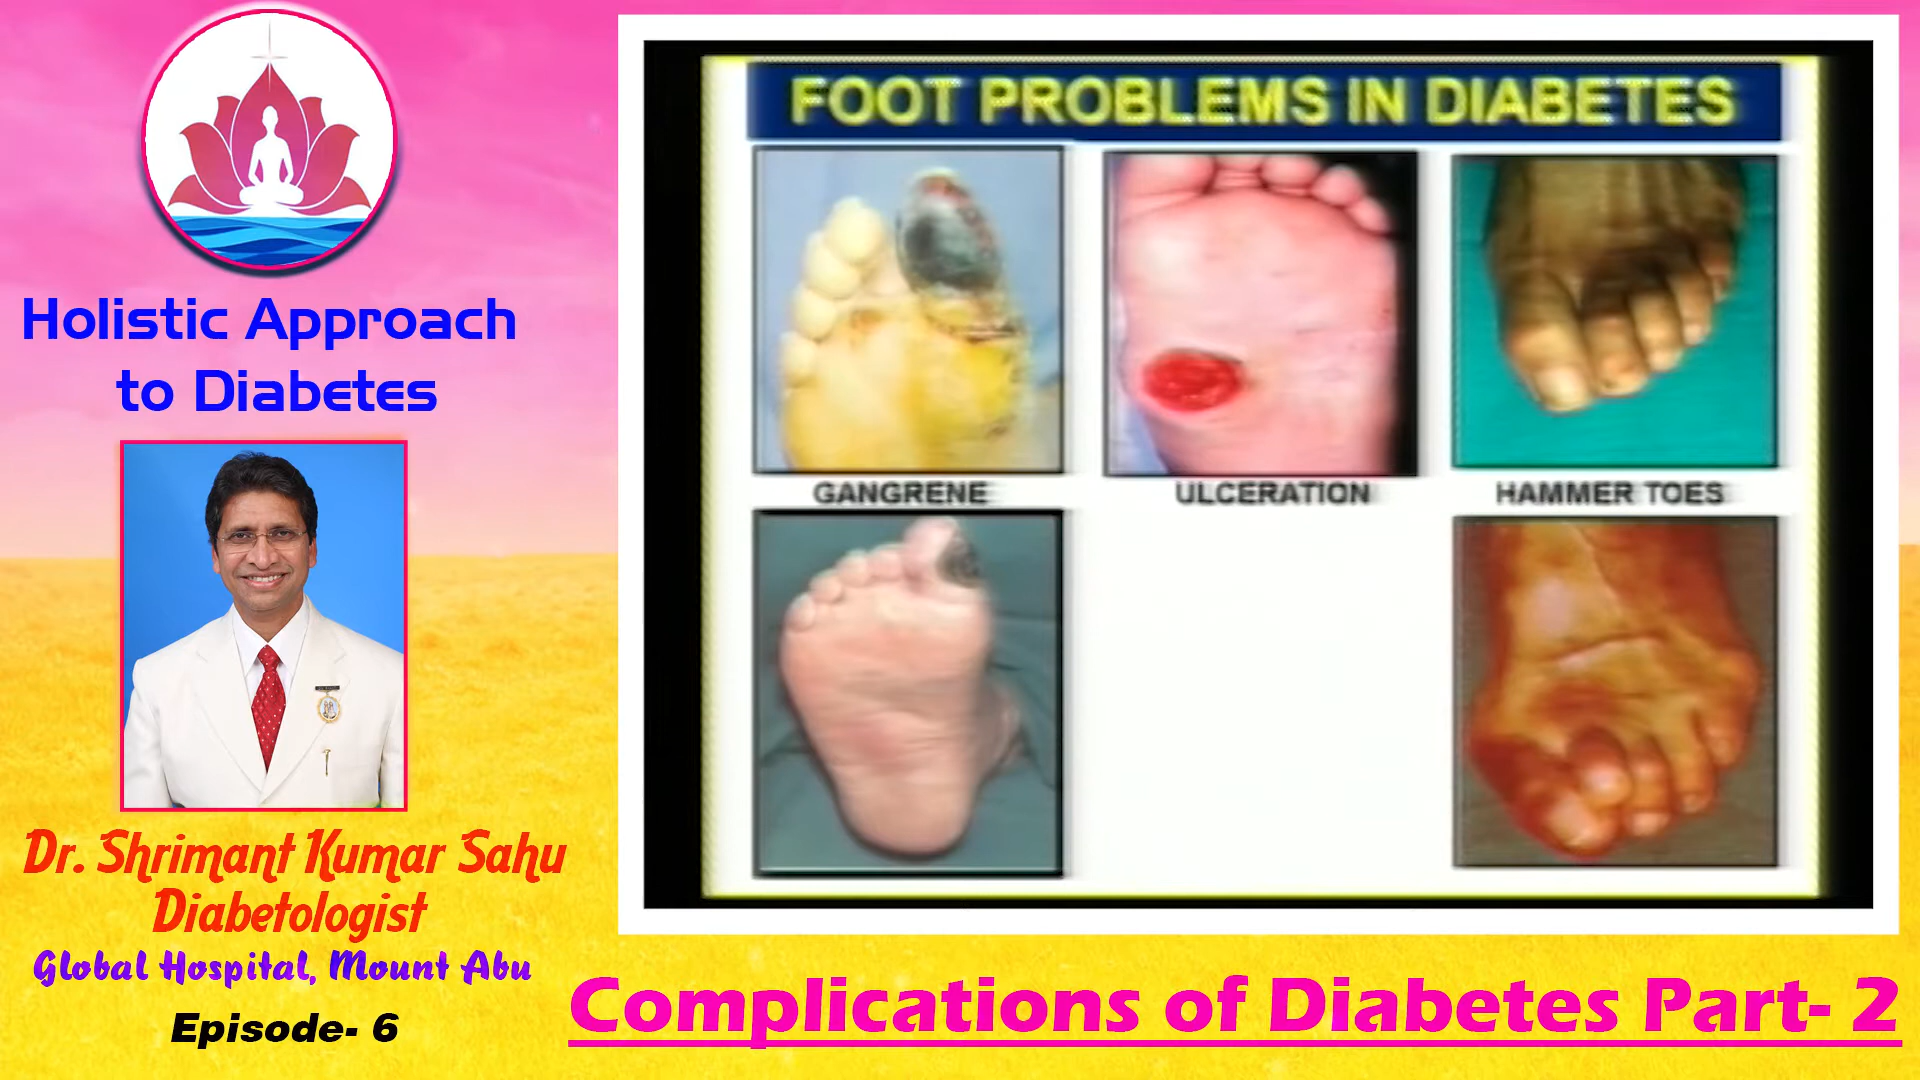 Holistic Approach
to Diabetes
Dr. Shrimant Kumar Sahu
Diabetologist
Global Hospital, Mount Abu
Episode- 6
FOOT PROBLEMS IN DIABETES
GANGRENE
ULCERATION
HAMMER TOES
Complications of Diabetes Part- 2